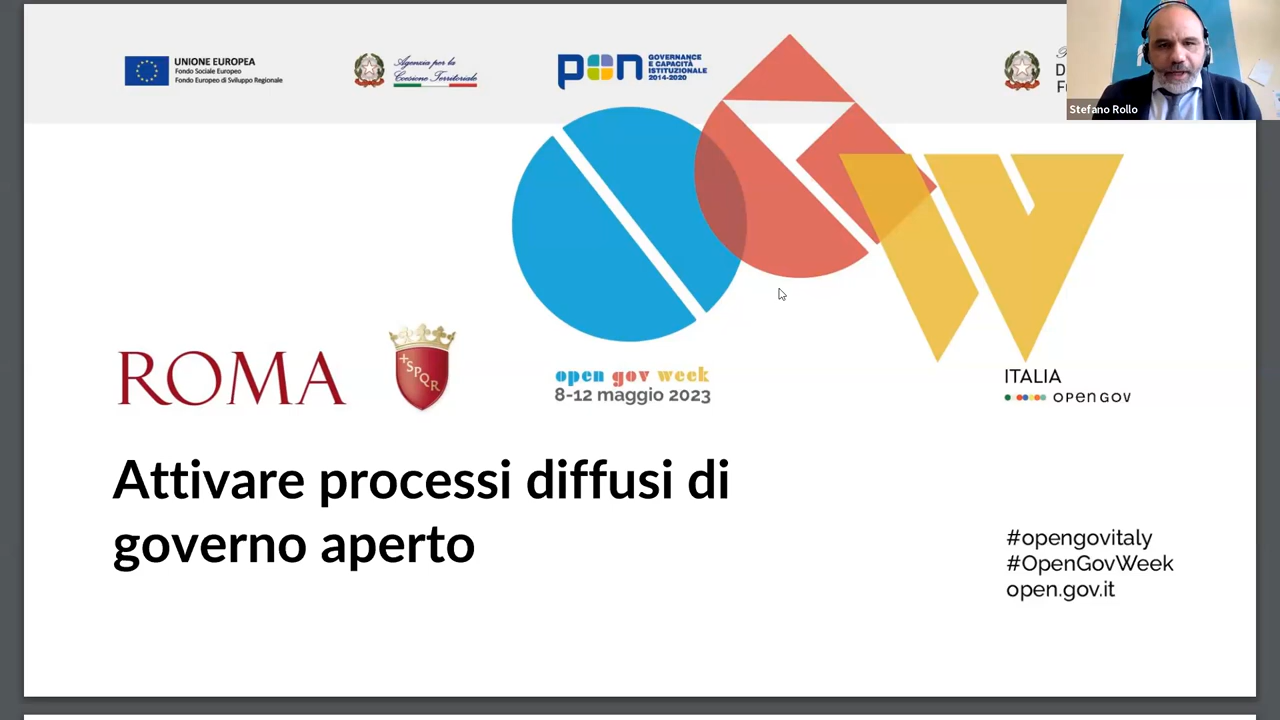 UNIONE EUROPEA
Fondo Sociale Europeo
Fondo Europeo di Sviluppo Regionale
Agenzia per la
Coesione Territoriale
pon
GOVERNANCE
E CAPACITÀ
ISTITUZIONALE
2014-2020
Stefano Rollo
ROMA
SPQR
open gov week
8-12 maggio 2023
ITALIA
OPEN GOV
Attivare processi diffusi di
governo aperto
#opengovitaly
#OpenGovWeek
open.gov.it